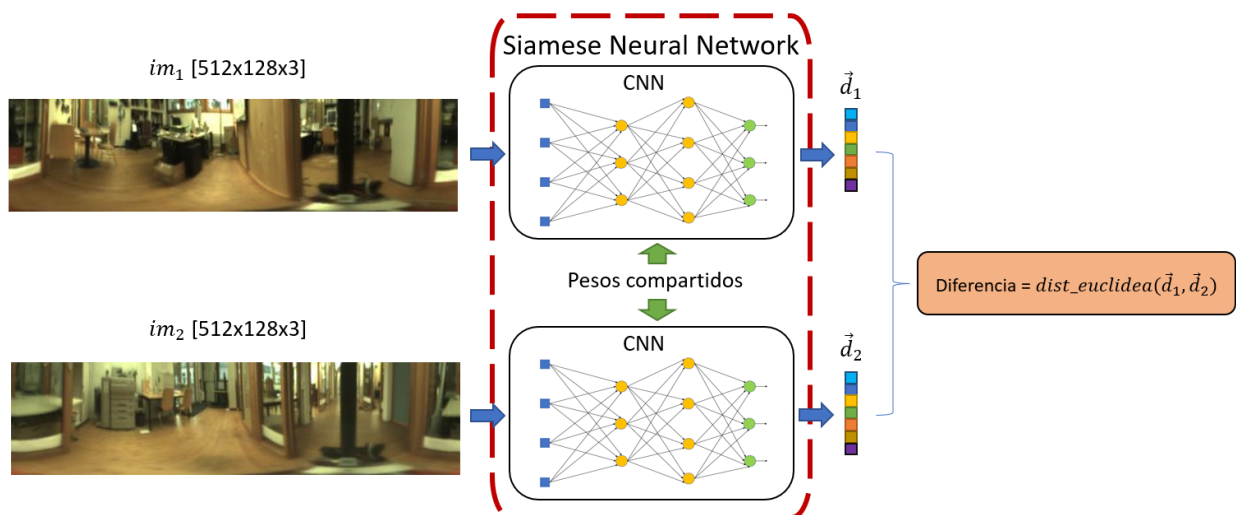 Siamese Neural Network
im₁ [512x128x3]
CNN
d⃗₁
Pesos compartidos
Diferencia = dist_euclidea(d⃗₁, d⃗₂)
im₂ [512x128x3]
CNN
d⃗₂